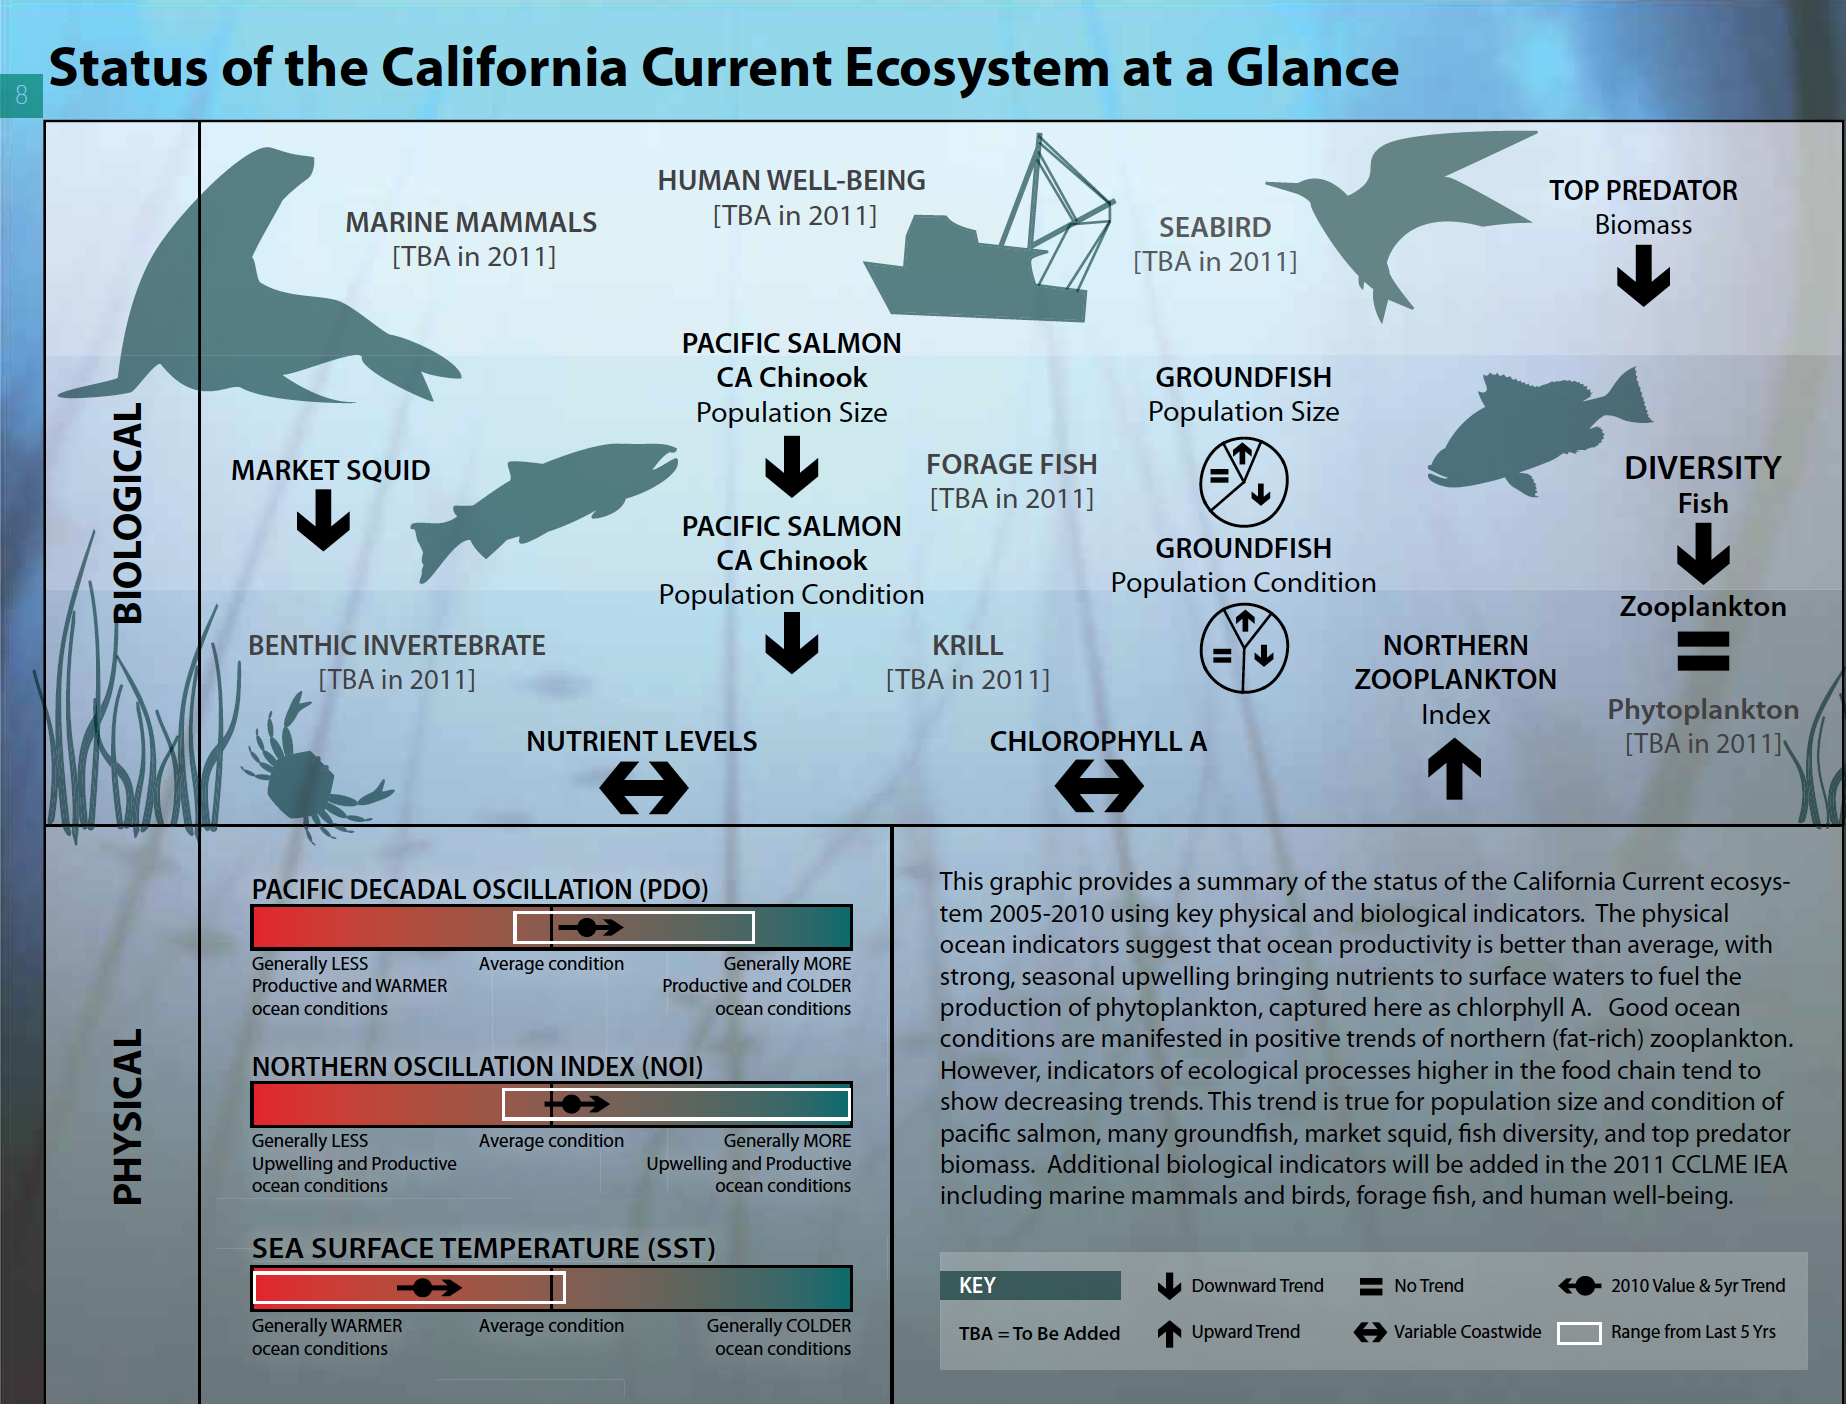 Status of the California Current Ecosystem at a Glance
8
BIOLOGICAL
MARINE MAMMALS
[TBA in 2011]
HUMAN WELL-BEING
[TBA in 2011]
SEABIRD
[TBA in 2011]
TOP PREDATOR
Biomass
PACIFIC SALMON
CA Chinook
Population Size
GROUNDFISH
Population Size
MARKET SQUID
FORAGE FISH
[TBA in 2011]
DIVERSITY
Fish
PACIFIC SALMON
CA Chinook
Population Condition
GROUNDFISH
Population Condition
Zooplankton
BENTHIC INVERTEBRATE
[TBA in 2011]
KRILL
[TBA in 2011]
NORTHERN
ZOOPLANKTON
Index
Phytoplankton
[TBA in 2011]
NUTRIENT LEVELS
CHLOROPHYLL A
PHYSICAL
PACIFIC DECADAL OSCILLATION (PDO)
Generally LESS
Productive and WARMER
ocean conditions
Average condition
Generally MORE
Productive and COLDER
ocean conditions
NORTHERN OSCILLATION INDEX (NOI)
Generally LESS
Upwelling and Productive
ocean conditions
Average condition
Generally MORE
Upwelling and Productive
ocean conditions
SEA SURFACE TEMPERATURE (SST)
Generally WARMER
ocean conditions
Average condition
Generally COLDER
ocean conditions
This graphic provides a summary of the status of the California Current ecosys-
tem 2005-2010 using key physical and biological indicators. The physical
ocean indicators suggest that ocean productivity is better than average, with
strong, seasonal upwelling bringing nutrients to surface waters to fuel the
production of phytoplankton, captured here as chlorphyll A. Good ocean
conditions are manifested in positive trends of northern (fat-rich) zooplankton.
However, indicators of ecological processes higher in the food chain tend to
show decreasing trends. This trend is true for population size and condition of
pacific salmon, many groundfish, market squid, fish diversity, and top predator
biomass. Additional biological indicators will be added in the 2011 CCLME IEA
including marine mammals and birds, forage fish, and human well-being.
KEY
TBA = To Be Added
Downward Trend
Upward Trend
No Trend
Variable Coastwide
2010 Value & 5yr Trend
Range from Last 5 Yrs